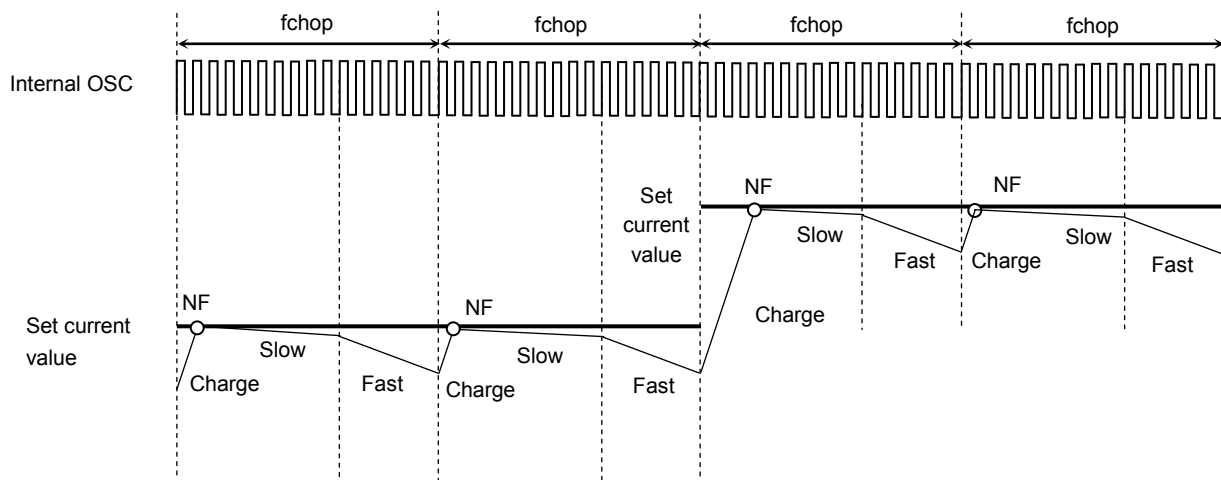 fchop fchop fchop fchop
Internal OSC
NF NF
Set
current
value
Slow Slow
Fast Charge Fast
NF NF
Charge
Set current
value
Slow Slow
Charge Fast Charge Fast